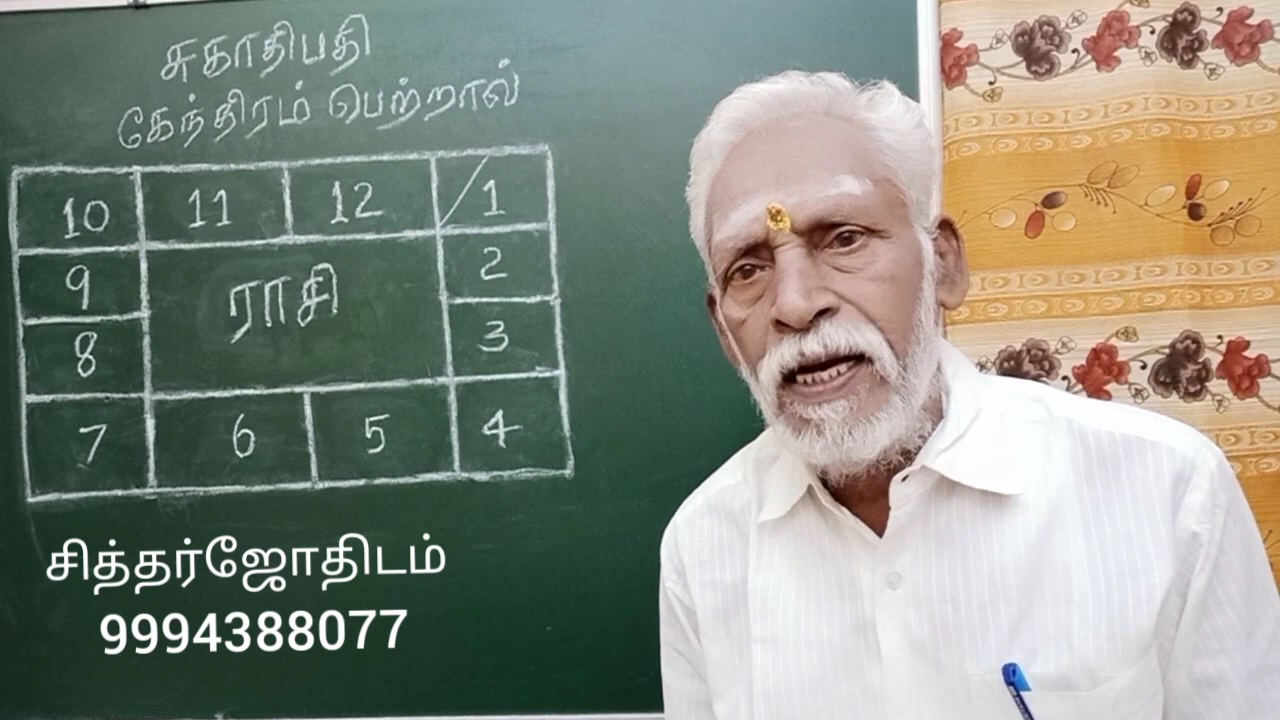 சுகாதிபதி
கேந்திரம் பெற்றால்
10 11 12 1
9 ராசி 2
8 3
7 6 5 4
சித்தர்ஜோதிடம்
9994388077